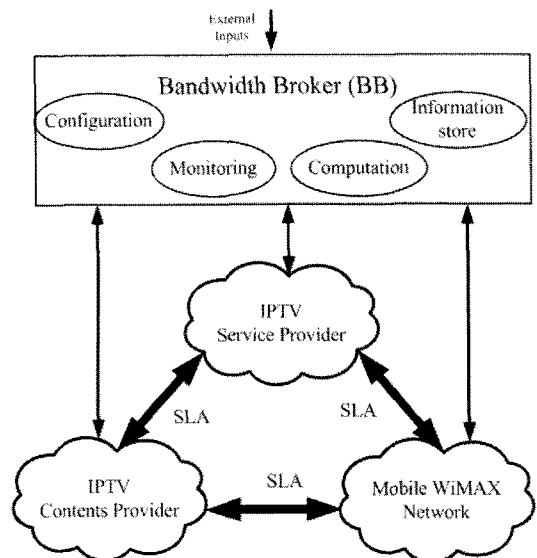 External
Inputs
Bandwidth Broker (BB)
Configuration
Information
store
Monitoring
Computation
IPTV
Service Provider
SLA
SLA
IPTV
Contents Provider
SLA
Mobile WiMAX
Network